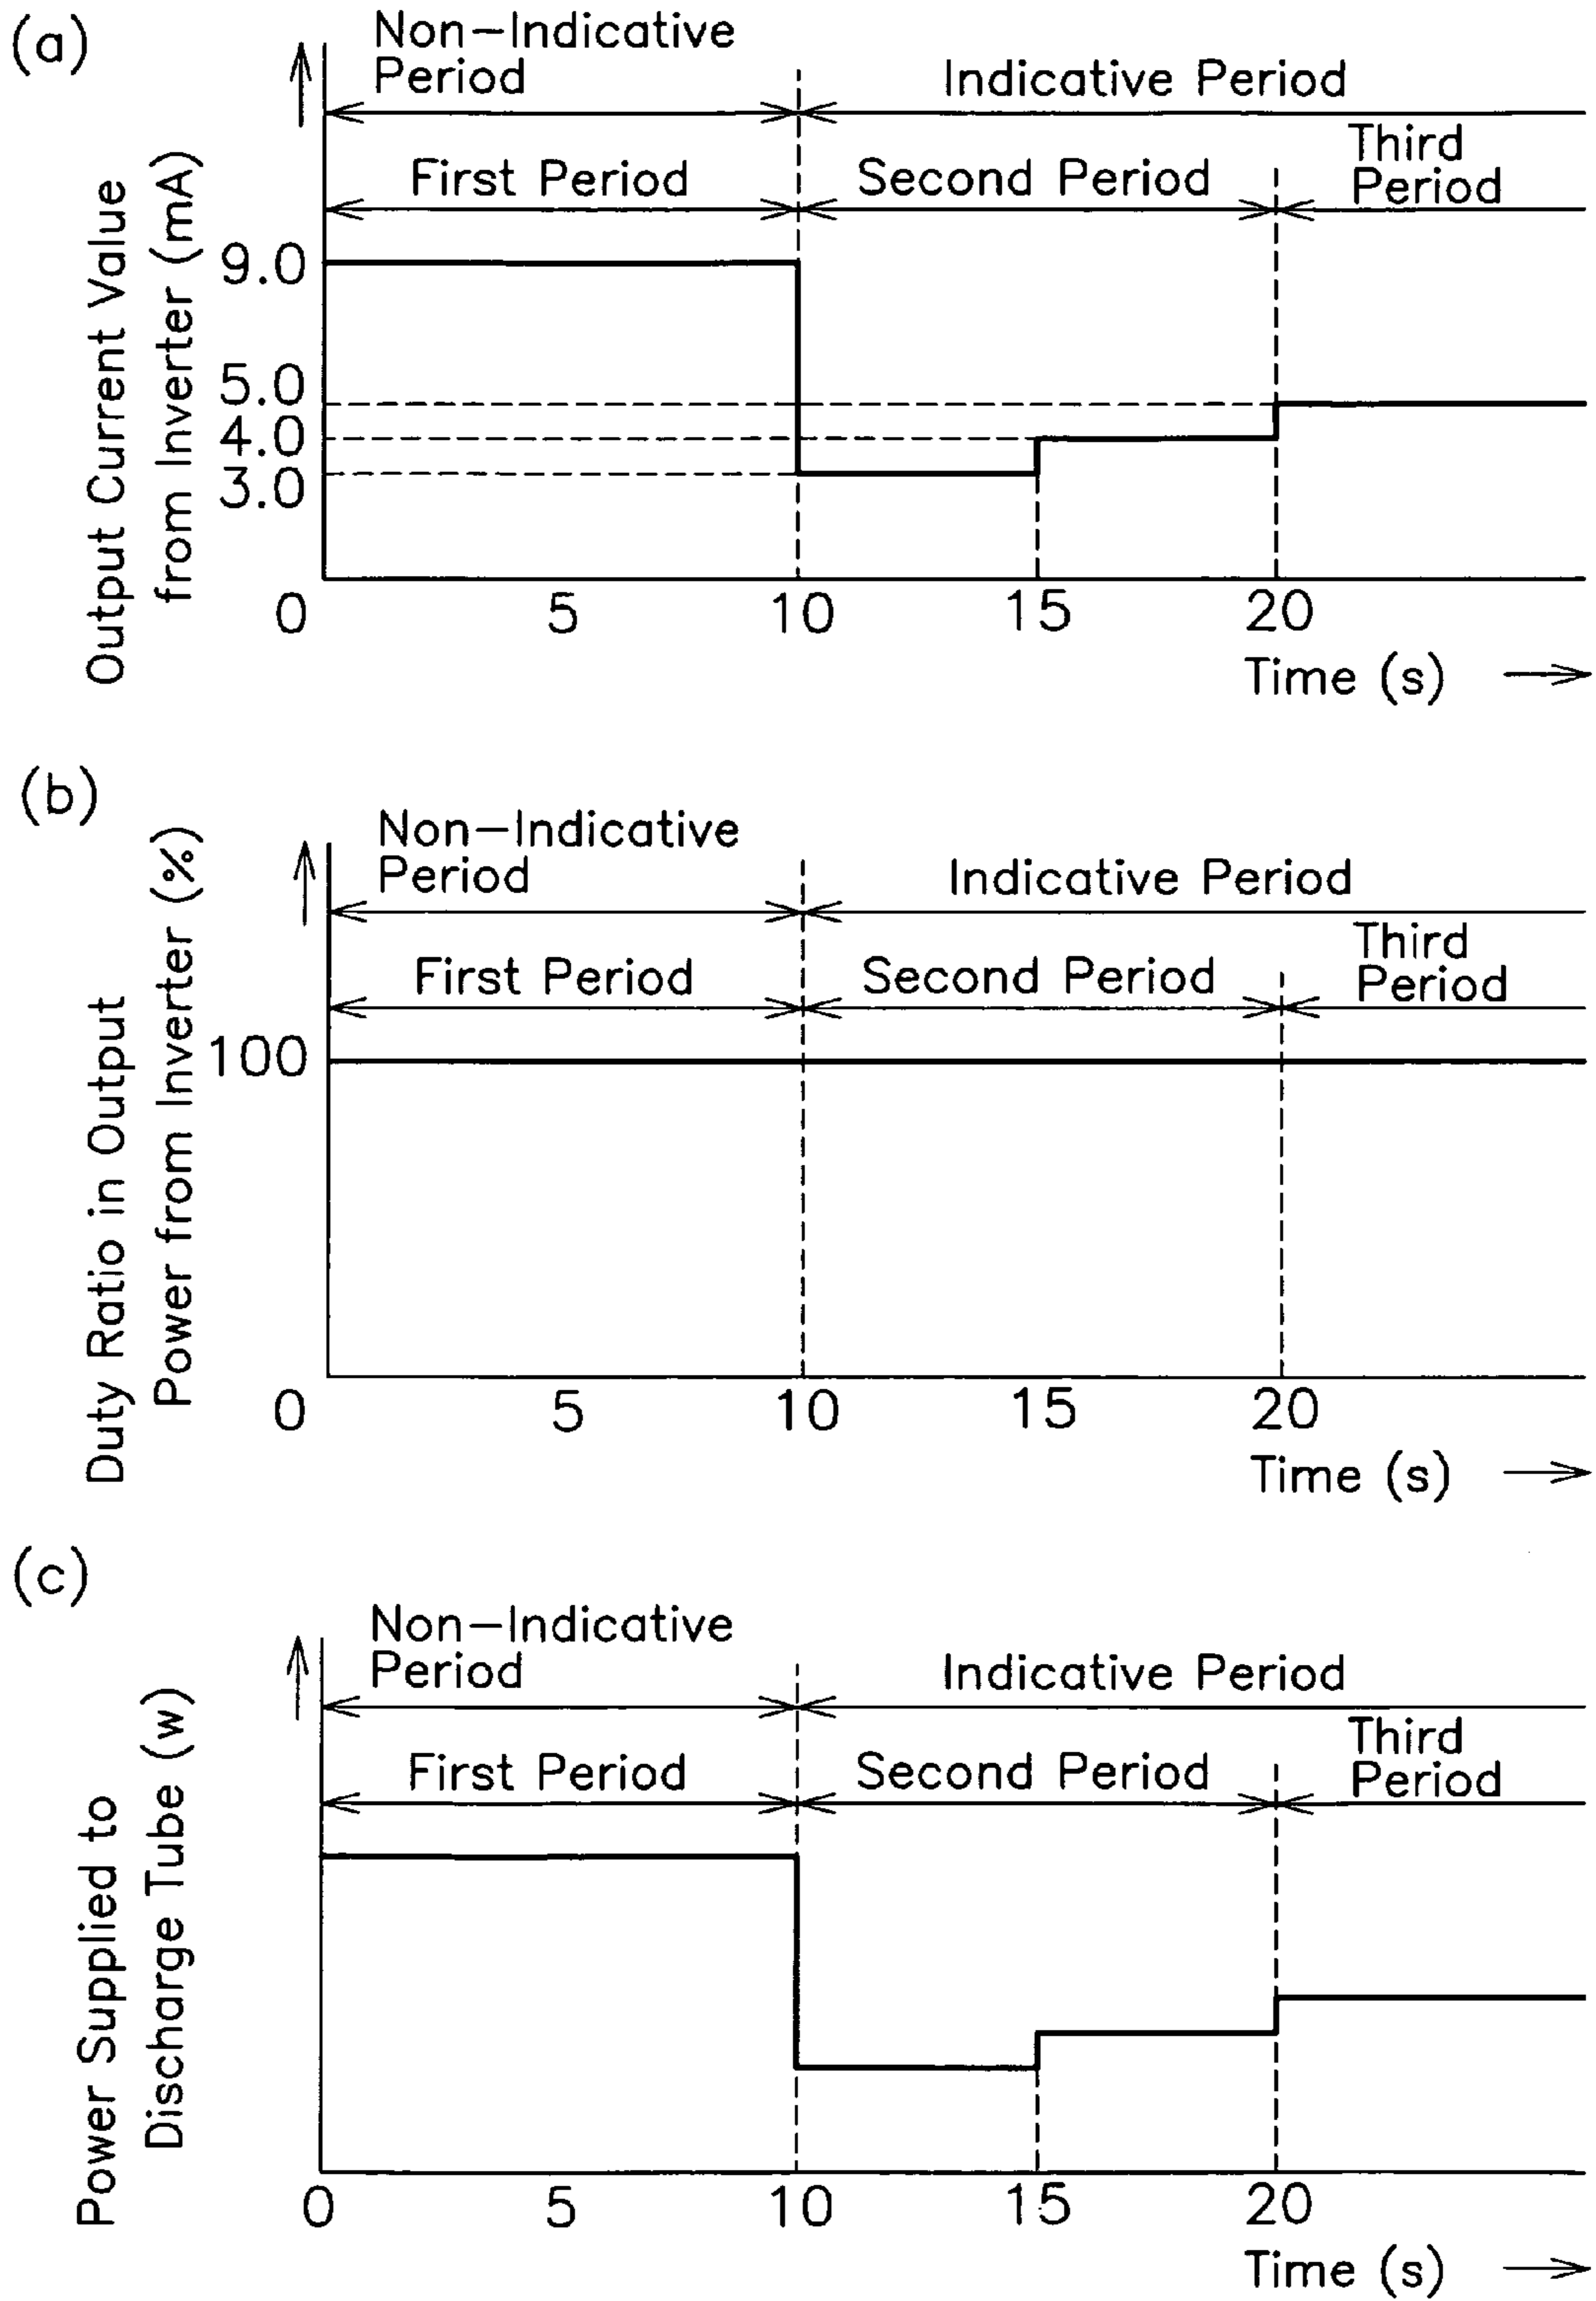 (a)
Non-Indicative
Period
Indicative Period
First Period
Second Period
Third
Period
Output Current Value
from Inverter (mA)
9.0
5.0
4.0
3.0
0
5
10
15
20
Time (s)
(b)
Non-Indicative
Period
Indicative Period
First Period
Second Period
Third
Period
Duty Ratio in Output
Power from Inverter (%)
100
0
5
10
15
20
Time (s)
(c)
Non-Indicative
Period
Indicative Period
First Period
Second Period
Third
Period
Power Supplied to
Discharge Tube (w)
0
5
10
15
20
Time (s)